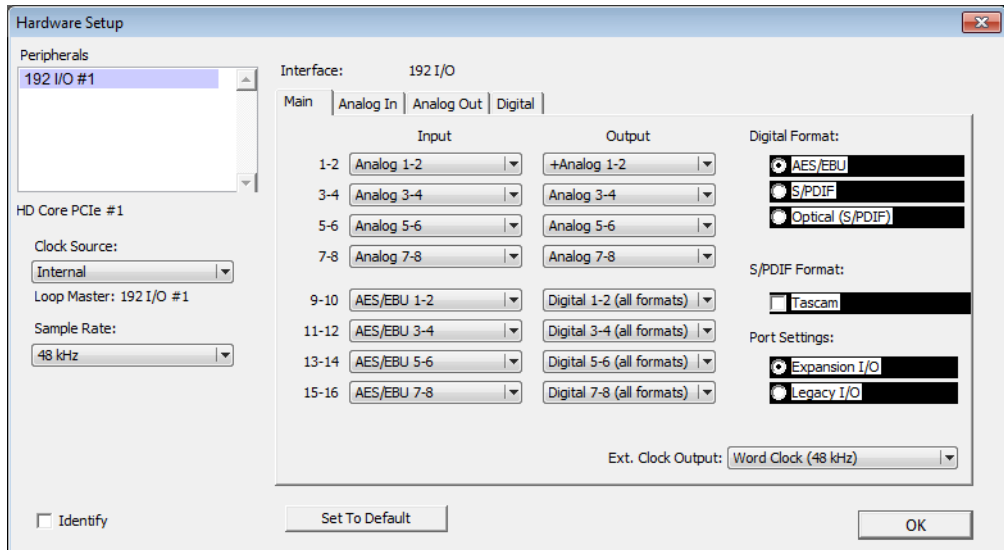 Hardware Setup
Peripherals
192 I/O #1
HD Core PCIe #1
Clock Source:
Internal
Loop Master: 192 I/O #1
Sample Rate:
48 kHz
Identify
Interface: 192 I/O
Main Analog In Analog Out Digital
Input Output
1-2 Analog 1-2 +Analog 1-2
3-4 Analog 3-4 Analog 3-4
5-6 Analog 5-6 Analog 5-6
7-8 Analog 7-8 Analog 7-8
9-10 AES/EBU 1-2 Digital 1-2 (all formats)
11-12 AES/EBU 3-4 Digital 3-4 (all formats)
13-14 AES/EBU 5-6 Digital 5-6 (all formats)
15-16 AES/EBU 7-8 Digital 7-8 (all formats)
Digital Format:
AES/EBU
S/PDIF
Optical (S/PDIF)
S/PDIF Format:
Tascam
Port Settings:
Expansion I/O
Legacy I/O
Ext. Clock Output: Word Clock (48 kHz)
Set To Default
OK